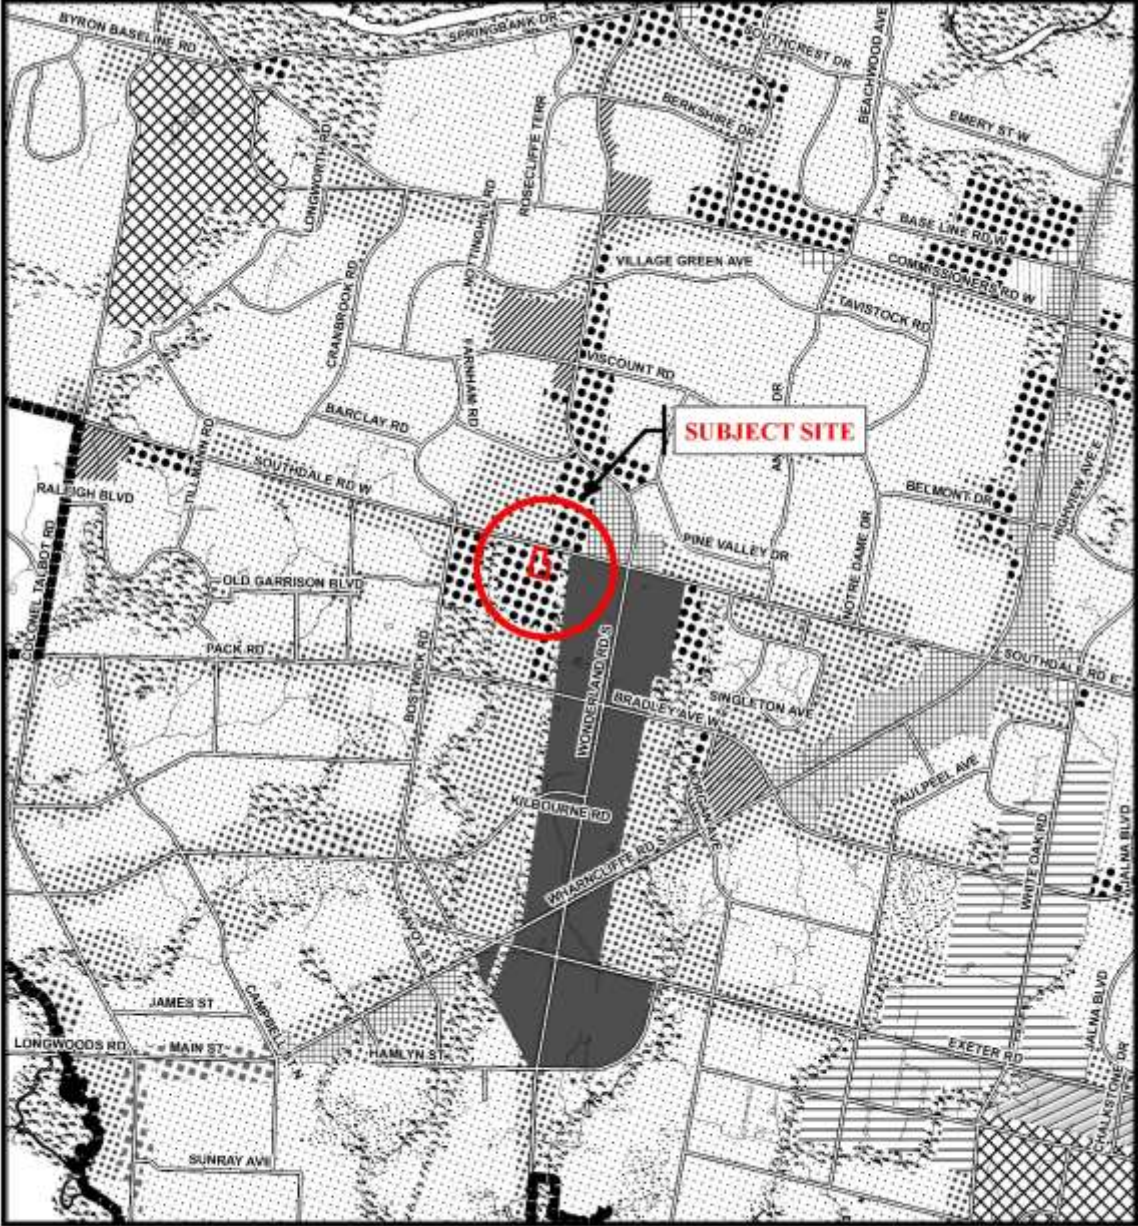 BYRON BASELINE RD
SPRINGBANK DR
SOUTHCREST DR
BEACHWOOD AVE
BERKSHIRE DR
EMERY ST W
LONGWORTH RD
ROSECLIFFE TERR
NOTTINGHILL RD
BASE LINE RD W
COMMISSIONERS RD W
VILLAGE GREEN AVE
TAVISTOCK RD
CRANBROOK RD
FARNHAM RD
VISCOUNT RD
DR
BARCLAY RD
SUBJECT SITE
TILLMANN RD
SOUTHDALE RD W
RALEIGH BLVD
BELMONT DR
HIGHVIEW AVE E
COLONEL TALBOT RD
PINE VALLEY DR
NOTRE DAME DR
OLD GARRISON BLVD
PACK RD
BOSTWICK RD
WONDERLAND RD S
SOUTHDALE RD E
SINGLETON AVE
BRADLEY AVE W
PAULPEEL AVE
KILBOURNE RD
WHARNCLIFFE RD S
WHITE OAK RD
JALNA BLVD
CAMPBELL ST N
JAMES ST
LONGWOODS RD
MAIN ST
HAMLYN ST
EXETER RD
JALNA BLVD
CHALKSTONE DR
SUNRAY AVE